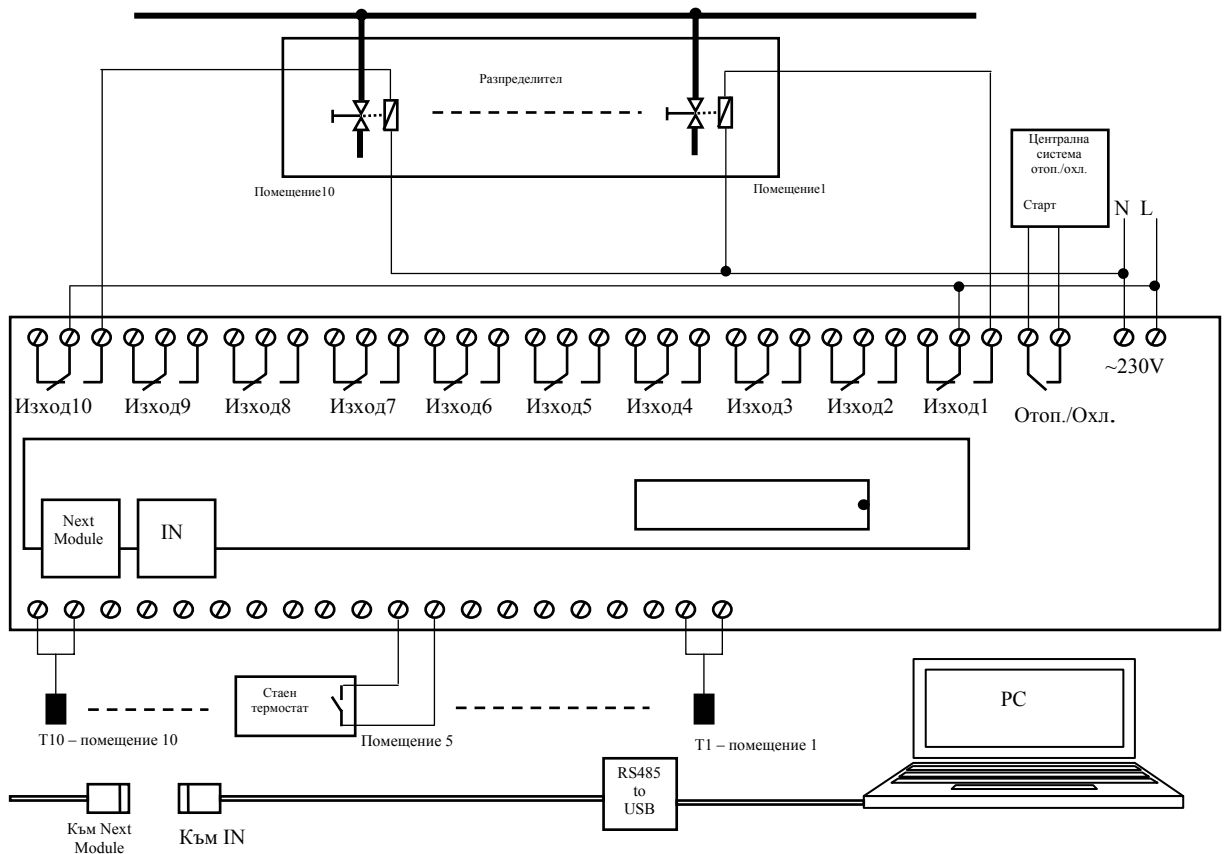 Разпределител
Помещение10
Помещение1
Централна
система
отоп./охл.
Старт
N L
~230V
Изход10 Изход9 Изход8 Изход7 Изход6 Изход5 Изход4 Изход3 Изход2 Изход1
Отоп./Охл.
Next
Module
IN
Стаен
термостат
Помещение 5
T10 – помещение 10
T1 – помещение 1
PC
RS485
to
USB
Към Next
Module
Към IN